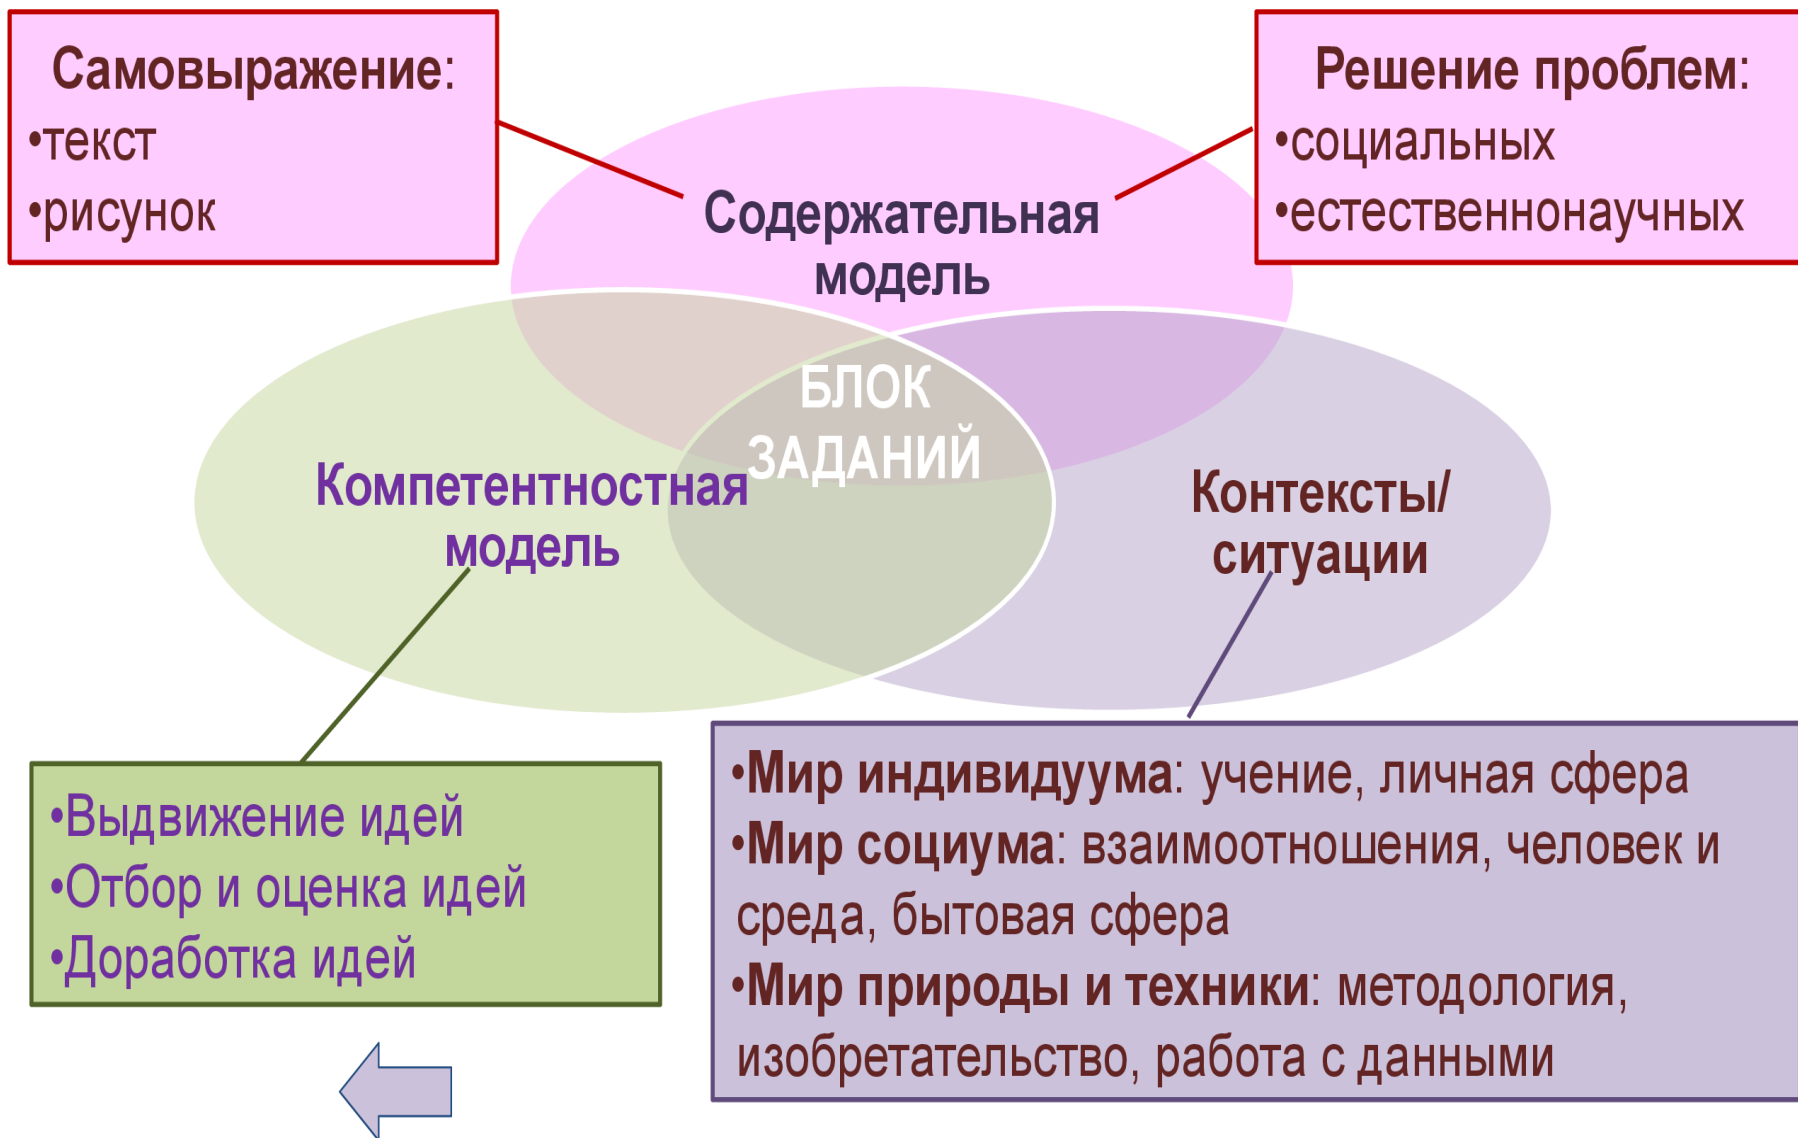 Самовыражение:
•текст
•рисунок
Решение проблем:
•социальных
•естественнонаучных
Содержательная
модель
БЛОК
ЗАДАНИЙ
Компетентностная
модель
Контексты/
ситуации
•Выдвижение идей
•Отбор и оценка идей
•Доработка идей
•Мир индивидуума: учение, личная сфера
•Мир социума: взаимоотношения, человек и
среда, бытовая сфера
•Мир природы и техники: методология,
изобретательство, работа с данными